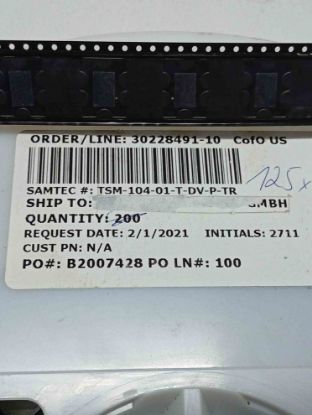 ORDER/LINE: 30228491-10 CofO US
SAMTEC #: TSM-104-01-T-DV-P-TR
125x
SHIP TO: GMBH
QUANTITY: 200
REQUEST DATE: 2/1/2021 INITIALS: 2711
CUST PN: N/A
PO#: B2007428 PO LN#: 100